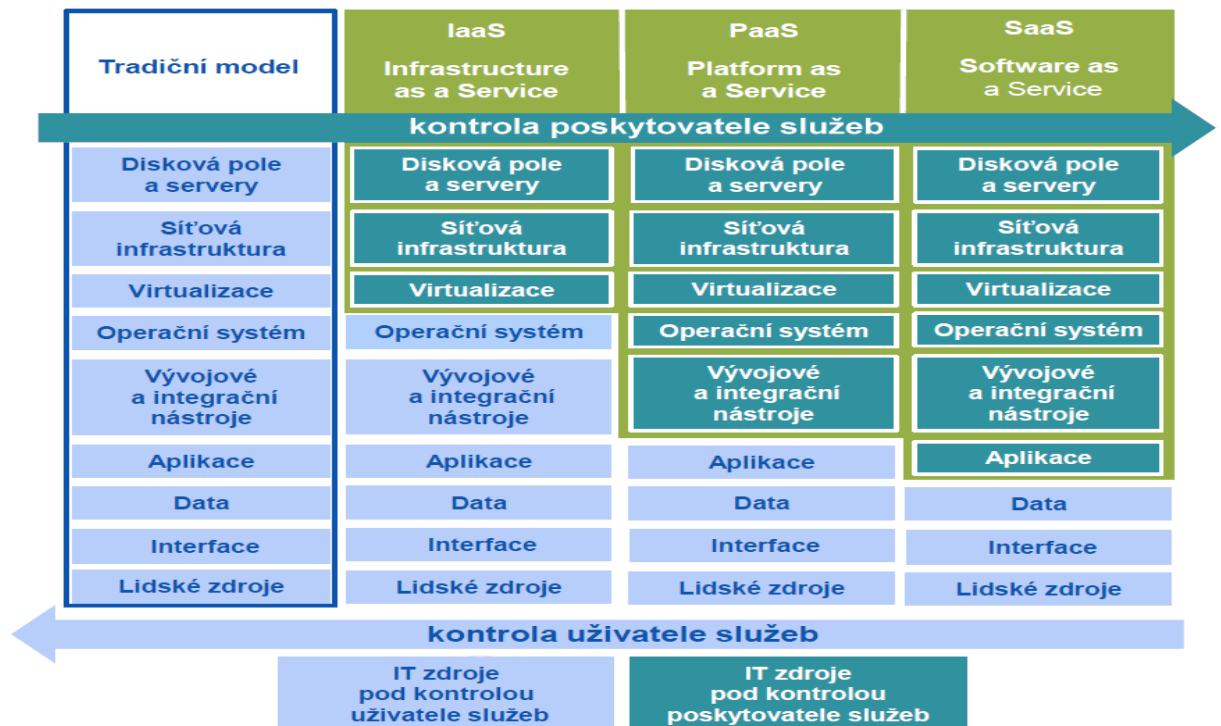 Tradiční model
IaaS
Infrastructure
as a Service
PaaS
Platform as
a Service
SaaS
Software as
a Service
kontrola poskytovatele služeb
Disková pole
a servery
Disková pole
a servery
Disková pole
a servery
Disková pole
a servery
Síťová
infrastruktura
Síťová
infrastruktura
Síťová
infrastruktura
Síťová
infrastruktura
Virtualizace
Virtualizace
Virtualizace
Virtualizace
Operační systém
Operační systém
Operační systém
Operační systém
Vývojové
a integrační
nástroje
Vývojové
a integrační
nástroje
Vývojové
a integrační
nástroje
Vývojové
a integrační
nástroje
Aplikace
Aplikace
Aplikace
Aplikace
Data
Data
Data
Data
Interface
Interface
Interface
Interface
Lidské zdroje
Lidské zdroje
Lidské zdroje
Lidské zdroje
kontrola uživatele služeb
IT zdroje
pod kontrolou
uživatele služeb
IT zdroje
pod kontrolou
poskytovatele služeb